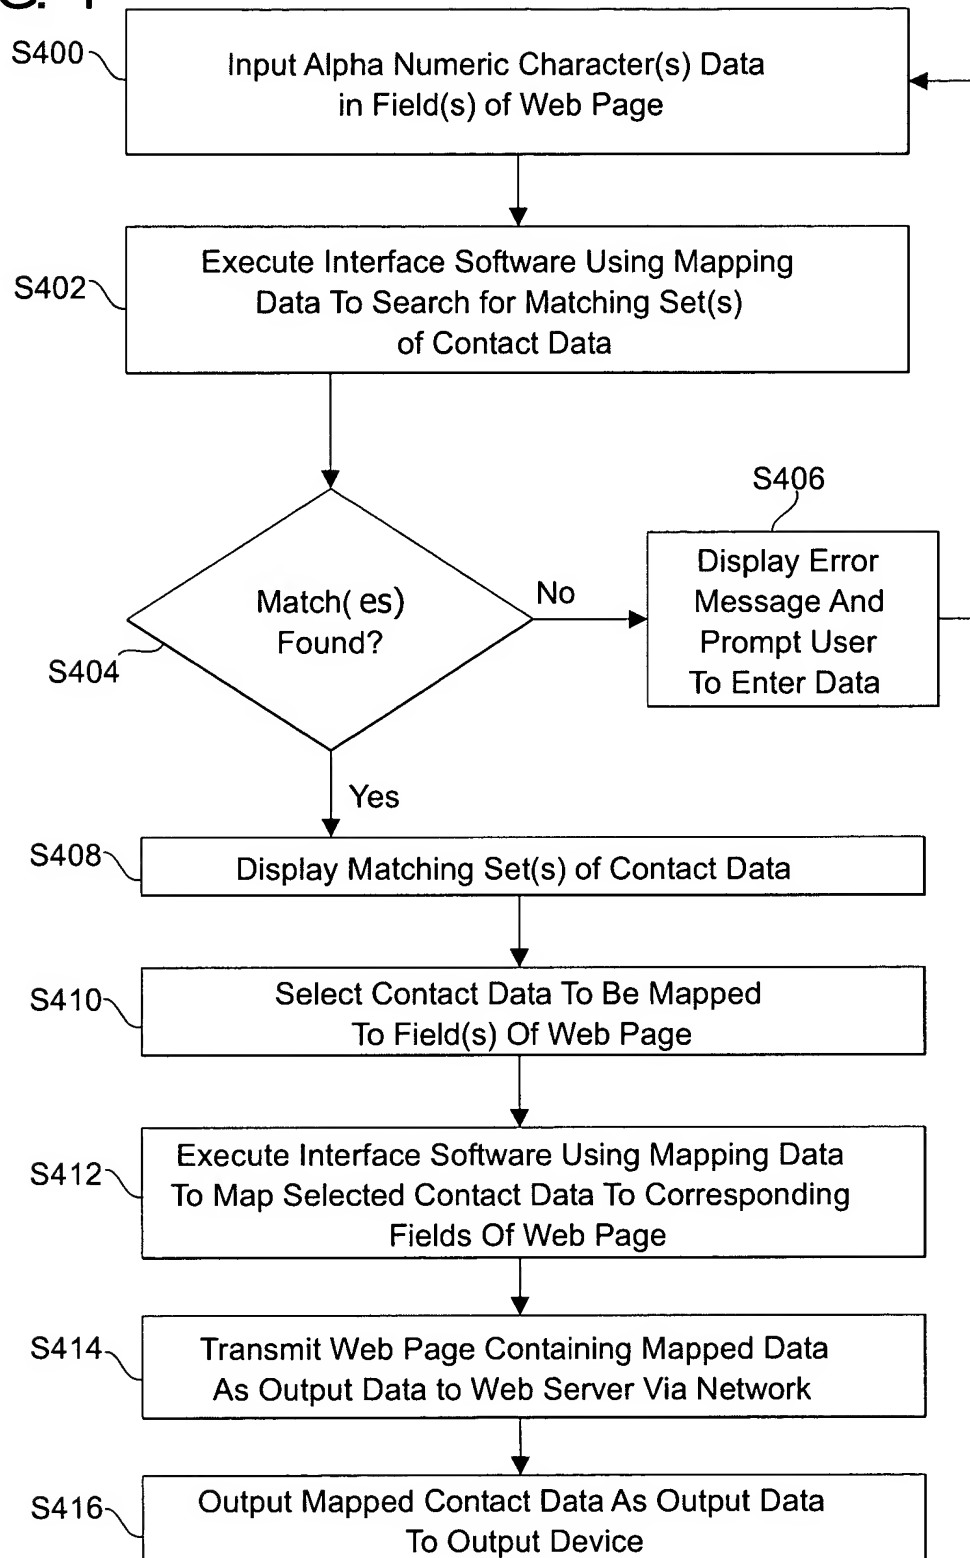 S400
Input Alpha Numeric Character(s) Data
in Field(s) of Web Page
S402
Execute Interface Software Using Mapping
Data To Search for Matching Set(s)
of Contact Data
S404
Match( es)
Found?
No
S406
Display Error
Message And
Prompt User
To Enter Data
Yes
S408
Display Matching Set(s) of Contact Data
S410
Select Contact Data To Be Mapped
To Field(s) Of Web Page
S412
Execute Interface Software Using Mapping Data
To Map Selected Contact Data To Corresponding
Fields Of Web Page
S414
Transmit Web Page Containing Mapped Data
As Output Data to Web Server Via Network
S416
Output Mapped Contact Data As Output Data
To Output Device